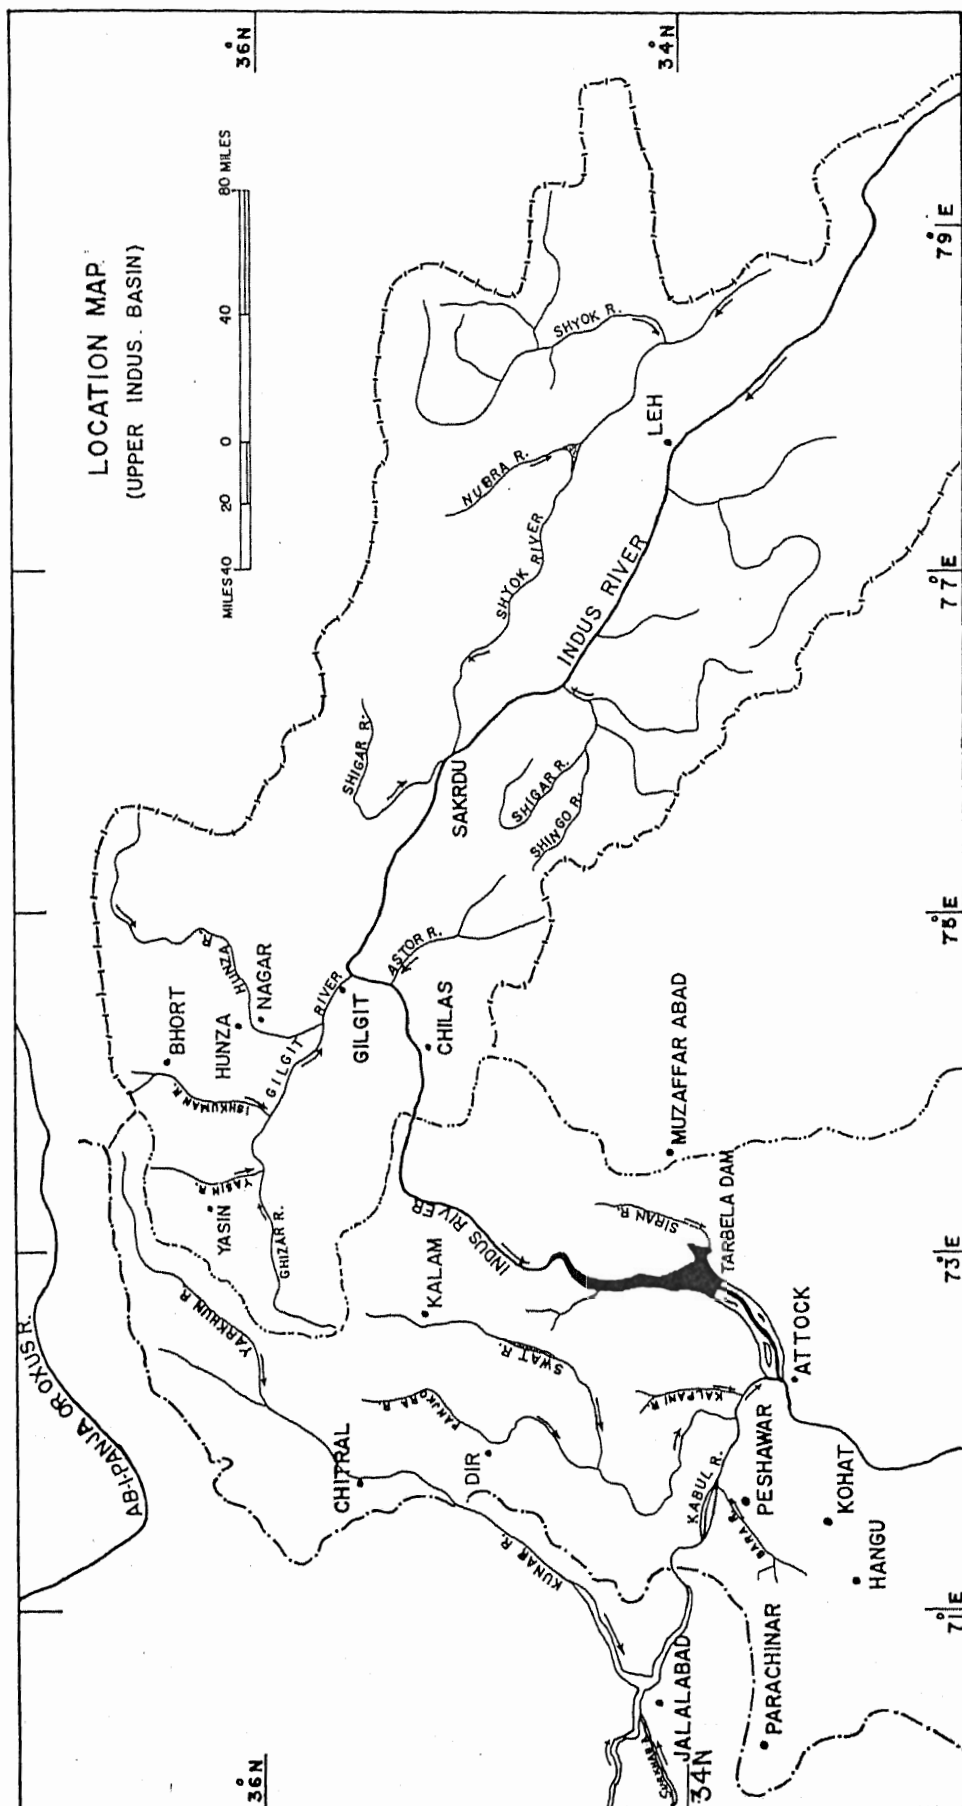 LOCATION MAP
(UPPER INDUS. BASIN)
MILES 40
20
0
40
80 MILES
36°N
34°N
36°N
34N
71°E
73°E
75°E
77°E
79°E
AB-I-PANJA OR OXUS R.
YARKHUN R
CHITRAL
KUNAR R.
DIR
PANJKORA R.
SWAT R.
KALAM
YASIN
YASIN R.
GHIZAR R.
ISHKUMAN R.
BHORT
HUNZA
HUNZA R.
NAGAR
GILGIT RIVER
GILGIT
CHILAS
ASTOR R.
SAKRDU
SHIGAR R.
SHIGAR R.
SHINGO R.
SHYOK RIVER
NUBRA R.
SHYOK R.
LEH
INDUS RIVER
INDUS RIVER
MUZAFFAR ABAD
SIRAN R.
TARBELA DAM
ATTOCK
KALPANI R.
KABUL R.
PESHAWAR
BARA R.
KOHAT
HANGU
PARACHINAR
JALALABAD